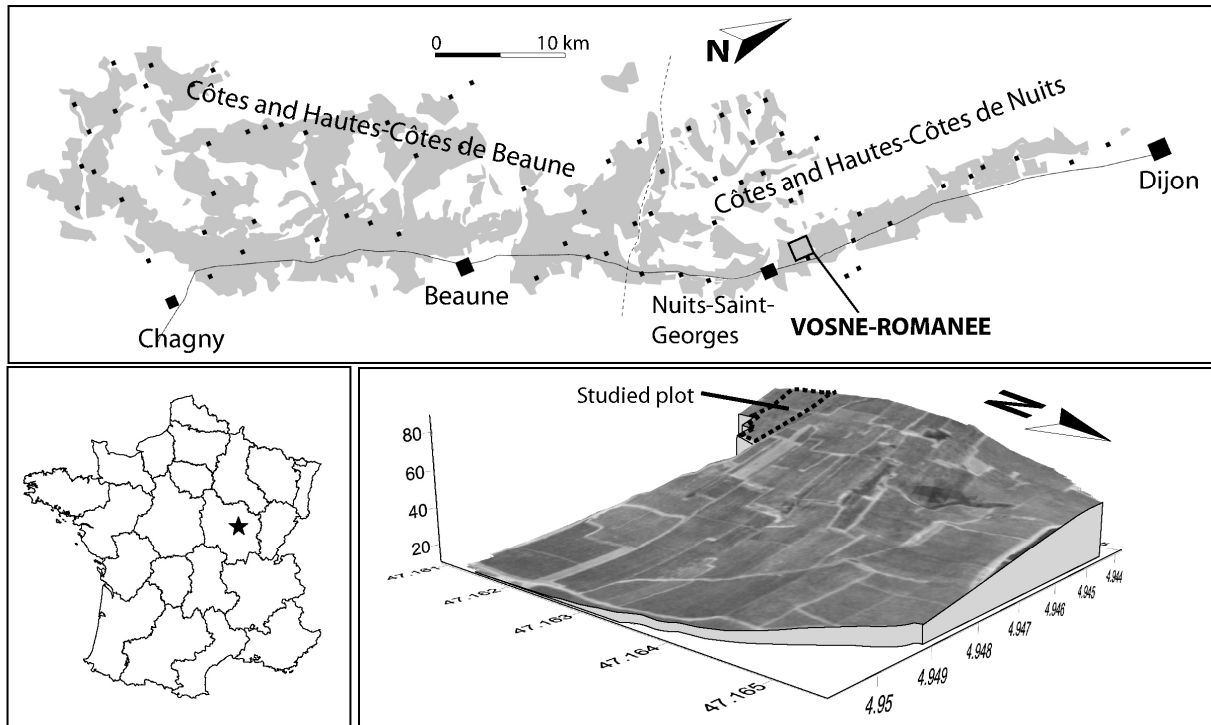 0 10 km
N
Côtes and Hautes-Côtes de Beaune
Côtes and Hautes-Côtes de Nuits
Dijon
Beaune
Nuits-Saint-
Georges
VOSNE-ROMANEE
Chagny
Studied plot
N
80
60
40
20
47.161
47.162
47.163
47.164
47.165
4.95
4.949
4.948
4.947
4.946
4.945
4.944